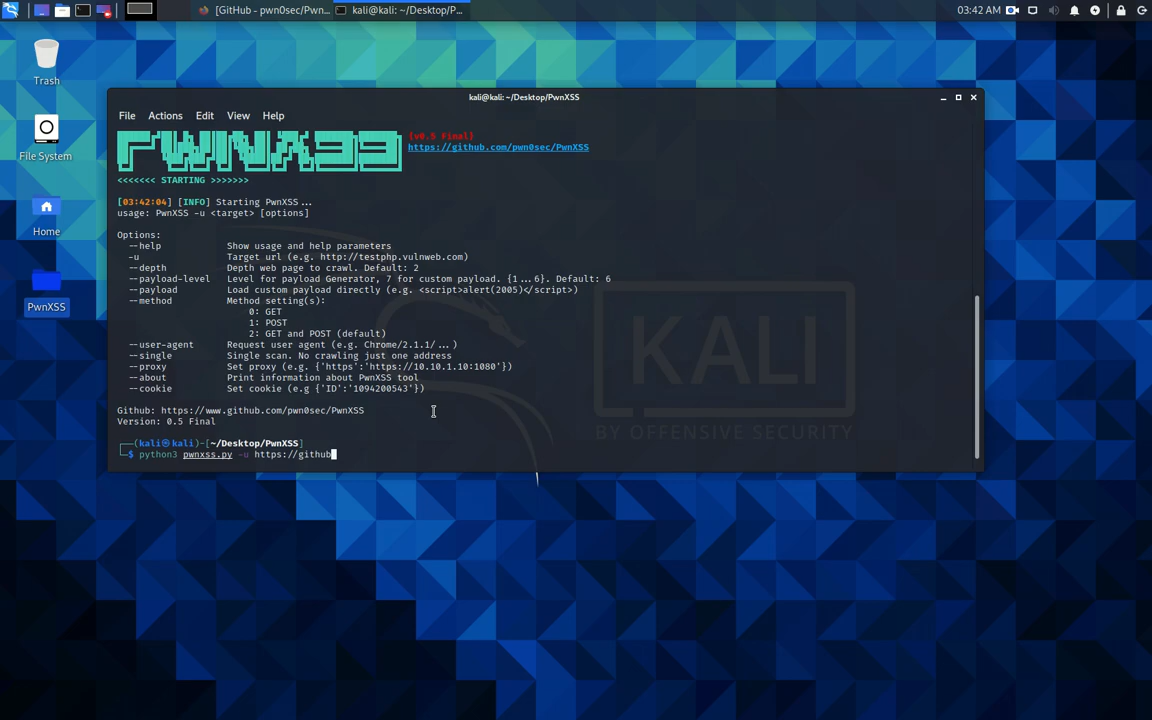 [GitHub - pwn0sec/Pwn...
kali@kali: ~/Desktop/P...
03:42 AM
Trash
File System
Home
PwnXSS
kali@kali: ~/Desktop/PwnXSS
File Actions Edit View Help
PWNXSS {v0.5 Final}
https://github.com/pwn0sec/PwnXSS
<<<<<<< STARTING >>>>>>>
[03:42:04] [INFO] Starting PwnXSS...
usage: PwnXSS -u <target> [options]
Options:
--help Show usage and help parameters
-u Target url (e.g. http://testphp.vulnweb.com)
--depth Depth web page to crawl. Default: 2
--payload-level Level for payload Generator, 7 for custom payload. {1...6}. Default: 6
--payload Load custom payload directly (e.g. <script>alert(2005)</script>)
--method Method setting(s):
0: GET
1: POST
2: GET and POST (default)
--user-agent Request user agent (e.g. Chrome/2.1.1/...)
--single Single scan. No crawling just one address
--proxy Set proxy (e.g. {'https':'https://10.10.1.10:1080'})
--about Print information about PwnXSS tool
--cookie Set cookie (e.g {'ID':'1094200543'})
Github: https://www.github.com/pwn0sec/PwnXSS
Version: 0.5 Final
(kali㉿kali)-[~/Desktop/PwnXSS]
$ python3 pwnxss.py -u https://github
KALI
BY OFFENSIVE SECURITY